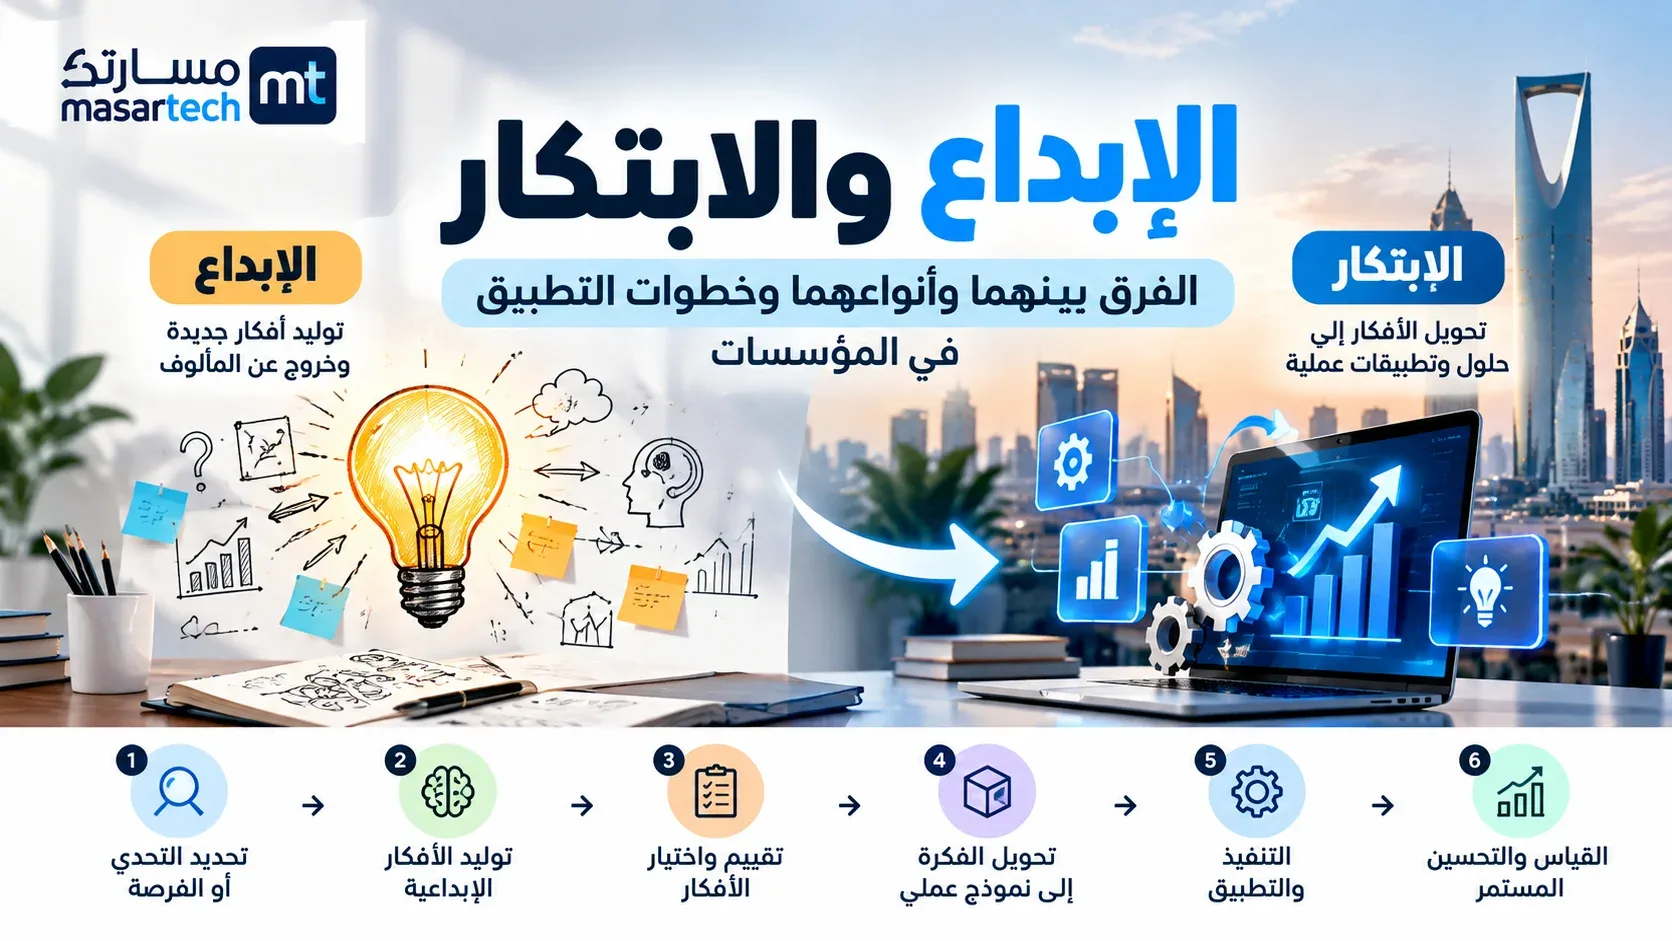 مسارتك
masartech
mt
الإبداع والابتكار
الفرق بينهما وأنواعهما وخطوات التطبيق
في المؤسسات
الإبداع
توليد أفكار جديدة
وخروج عن المألوف
الإبتكار
تحويل الأفكار إلي
حلول وتطبيقات عملية
1
تحديد التحدي
أو الفرصة
2
توليد الأفكار
الإبداعية
3
تقييم واختيار
الأفكار
4
تحويل الفكرة
إلى نموذج عملي
5
التنفيذ
والتطبيق
6
القياس والتحسين
المستمر